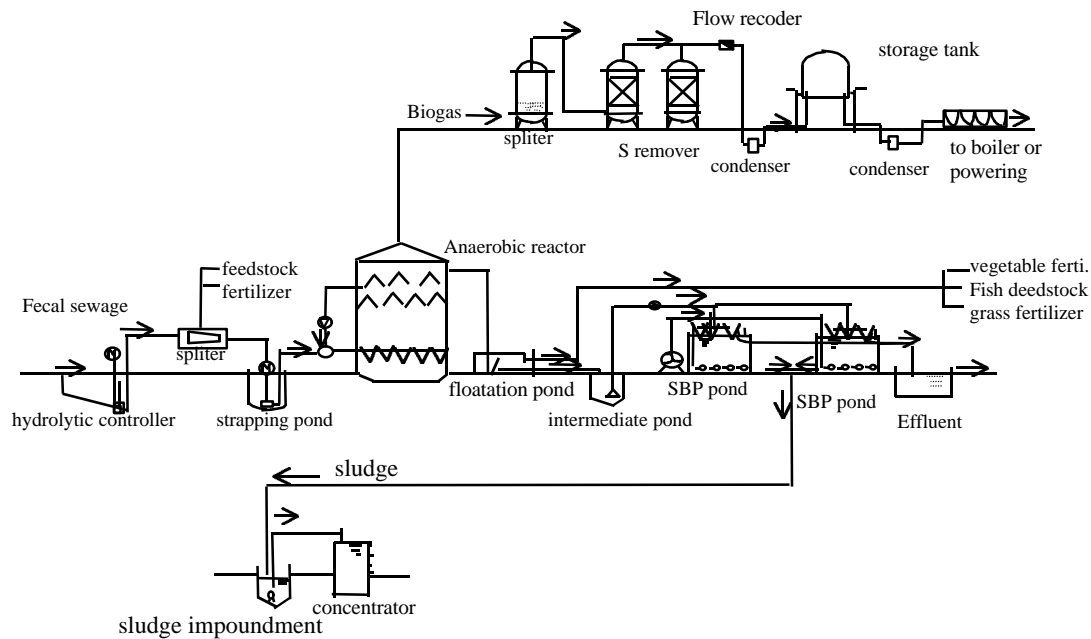 Flow recoder
storage tank
Biogas
spliter
S remover
condenser
condenser
to boiler or
powering
Anaerobic reactor
feedstock
fertilizer
Fecal sewage
spliter
vegetable ferti.
Fish deedstock
grass fertilizer
hydrolytic controller
strapping pond
floatation pond
intermediate pond
SBP pond
SBP pond
Effluent
sludge
concentrator
sludge impoundment